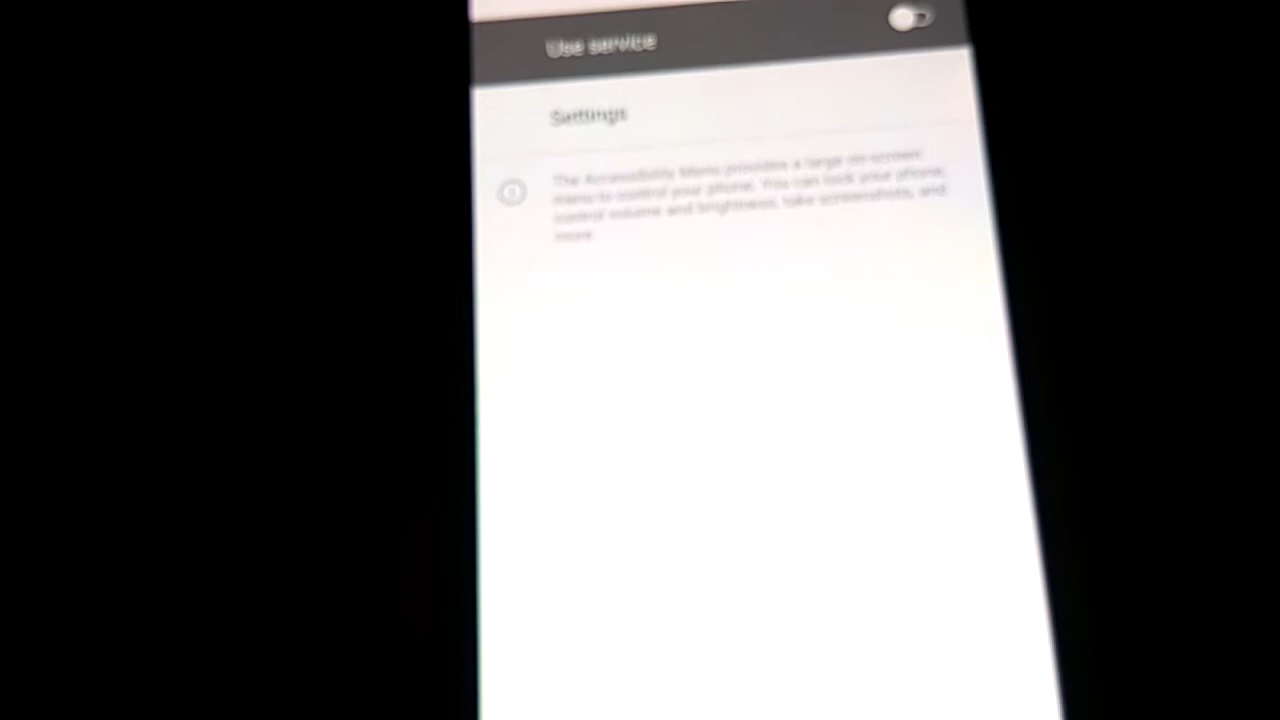 Use service
Settings
The Accessibility Menu provides a large on-screen
menu to control your phone. You can lock your phone,
control volume and brightness, take screenshots, and
more.